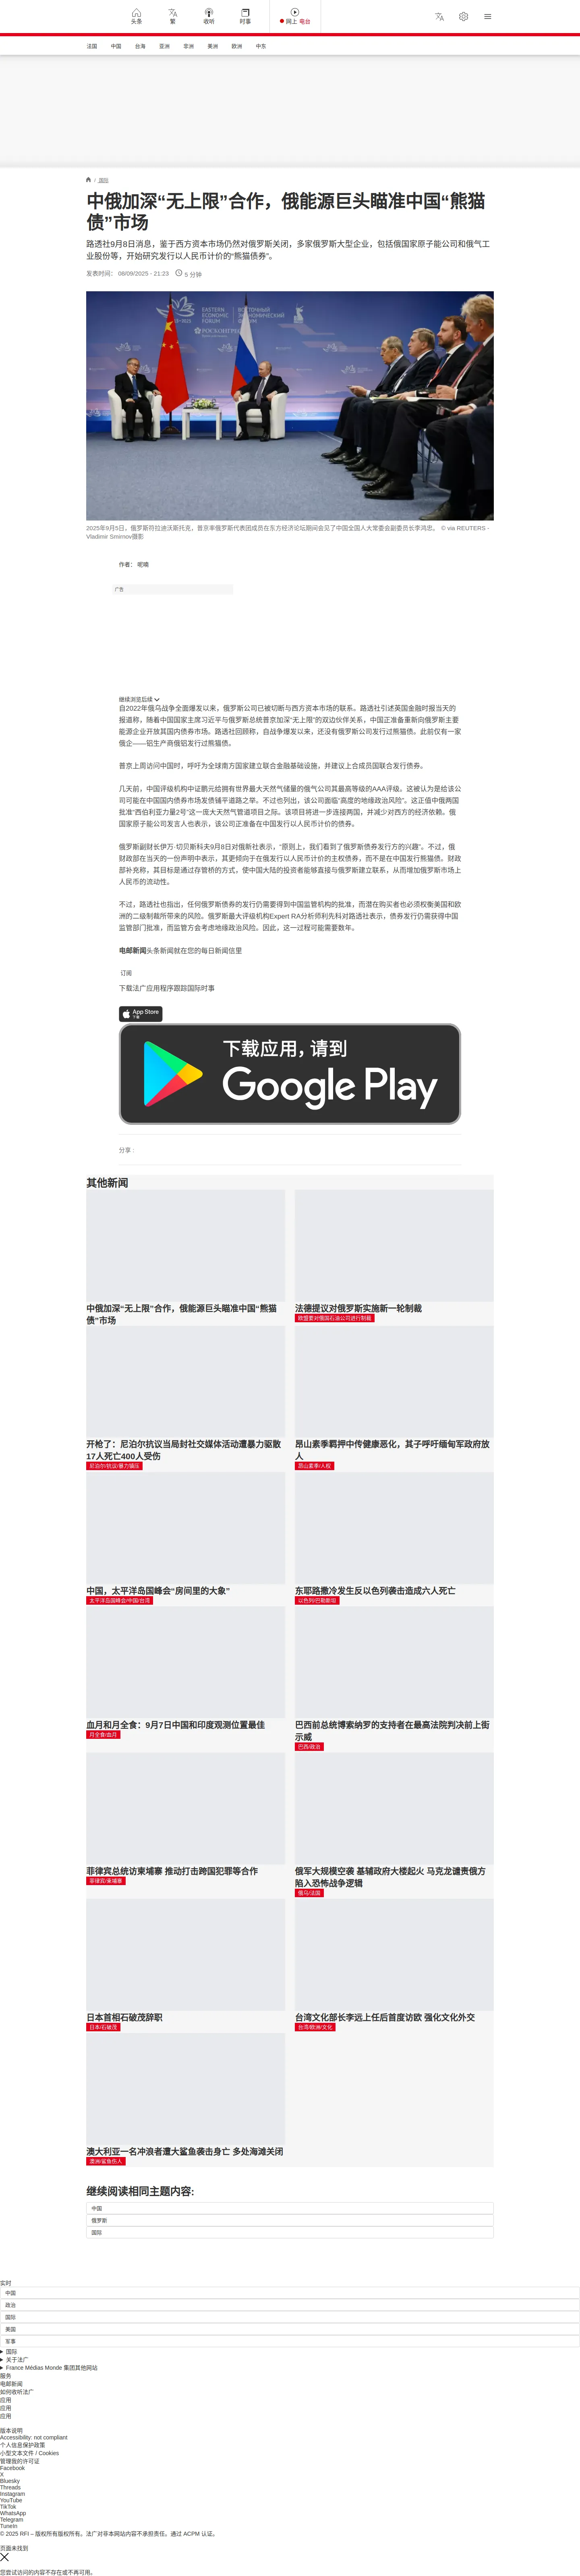 头条
繁
收听
时事
网上 电台
法国
中国
台海
亚洲
非洲
美洲
欧洲
中东
/ 国际
中俄加深“无上限”合作，俄能源巨头瞄准中国“熊猫
债”市场
路透社9月8日消息，鉴于西方资本市场仍然对俄罗斯关闭，多家俄罗斯大型企业，包括俄国家原子能公司和俄气工
业股份等，开始研究发行以人民币计价的“熊猫债券”。
发表时间： 08/09/2025 - 21:23
5 分钟
EASTERN ECONOMIC FORUM
РОСКОНГРЕСС
2025年9月5日，俄罗斯符拉迪沃斯托克，普京率俄罗斯代表团成员在东方经济论坛期间会见了中国全国人大常委会副委员长李鸿忠。 © via REUTERS -
Vladimir Smirnov摄影
作者： 呢喃
广告
继续浏览后续
自2022年俄乌战争全面爆发以来，俄罗斯公司已被切断与西方资本市场的联系。路透社引述英国金融时报当天的
报道称，随着中国国家主席习近平与俄罗斯总统普京加深“无上限”的双边伙伴关系，中国正准备重新向俄罗斯主要
能源企业开放其国内债券市场。路透社回顾称，自战争爆发以来，还没有俄罗斯公司发行过熊猫债。此前仅有一家
俄企——铝生产商俄铝发行过熊猫债。
普京上周访问中国时，呼吁为全球南方国家建立联合金融基础设施，并建议上合成员国联合发行债券。
几天前，中国评级机构中证鹏元给拥有世界最大天然气储量的俄气公司其最高等级的AAA评级。这被认为是给该公
司可能在中国国内债券市场发债铺平道路之举。不过也列出，该公司面临“高度的地缘政治风险”。这正值中俄两国
批准“西伯利亚力量2号”这一庞大天然气管道项目之际。该项目将进一步连接两国，并减少对西方的经济依赖。俄
国家原子能公司发言人也表示，该公司正准备在中国发行以人民币计价的债券。
俄罗斯副财长伊万·切贝斯科夫9月8日对俄新社表示，“原则上，我们看到了俄罗斯债券发行方的兴趣”。不过，俄
财政部在当天的一份声明中表示，其更倾向于在俄发行以人民币计价的主权债券，而不是在中国发行熊猫债。财政
部补充称，其目标是通过存管桥的方式，使中国大陆的投资者能够直接与俄罗斯建立联系，从而增加俄罗斯市场上
人民币的流动性。
不过，路透社也指出，任何俄罗斯债券的发行仍需要得到中国监管机构的批准，而潜在购买者也必须权衡美国和欧
洲的二级制裁所带来的风险。俄罗斯最大评级机构Expert RA分析师利先科对路透社表示，债券发行仍需获得中国
监管部门批准，而监管方会考虑地缘政治风险。因此，这一过程可能需要数年。
电邮新闻头条新闻就在您的每日新闻信里
订阅
下载法广应用程序跟踪国际时事
App Store
下载
下载应用，请到
Google Play
分享 :
其他新闻
中俄加深“无上限”合作，俄能源巨头瞄准中国“熊猫
债”市场
法德提议对俄罗斯实施新一轮制裁
欧盟要对俄国石油公司进行制裁
开枪了：尼泊尔抗议当局封社交媒体活动遭暴力驱散
17人死亡400人受伤
尼泊尔/抗议/暴力镇压
昂山素季羁押中传健康恶化，其子呼吁缅甸军政府放
人
昂山素季/人权
中国，太平洋岛国峰会“房间里的大象”
太平洋岛国峰会/中国/台湾
东耶路撒冷发生反以色列袭击造成六人死亡
以色列/巴勒斯坦
血月和月全食：9月7日中国和印度观测位置最佳
月全食/血月
巴西前总统博索纳罗的支持者在最高法院判决前上街
示威
巴西/政治
菲律宾总统访柬埔寨 推动打击跨国犯罪等合作
菲律宾/柬埔寨
俄军大规模空袭 基辅政府大楼起火 马克龙谴责俄方
陷入恐怖战争逻辑
俄乌/法国
日本首相石破茂辞职
日本/石破茂
台湾文化部长李远上任后首度访欧 强化文化外交
台湾/欧洲/文化
澳大利亚一名冲浪者遭大鲨鱼袭击身亡 多处海滩关闭
澳洲/鲨鱼伤人
继续阅读相同主题内容:
中国
俄罗斯
国际
实时
中国
政治
国际
美国
军事
国际
关于法广
France Médias Monde 集团其他网站
服务
电邮新闻
如何收听法广
应用
应用
应用
版本说明
Accessibility: not compliant
个人信息保护政策
小型文本文件 / Cookies
管理我的许可证
Facebook
X
Bluesky
Threads
Instagram
YouTube
TikTok
WhatsApp
Telegram
TuneIn
© 2025 RFI – 版权所有版权所有。法广对非本网站内容不承担责任。通过 ACPM 认证。
页面未找到
您尝试访问的内容不存在或不再可用。